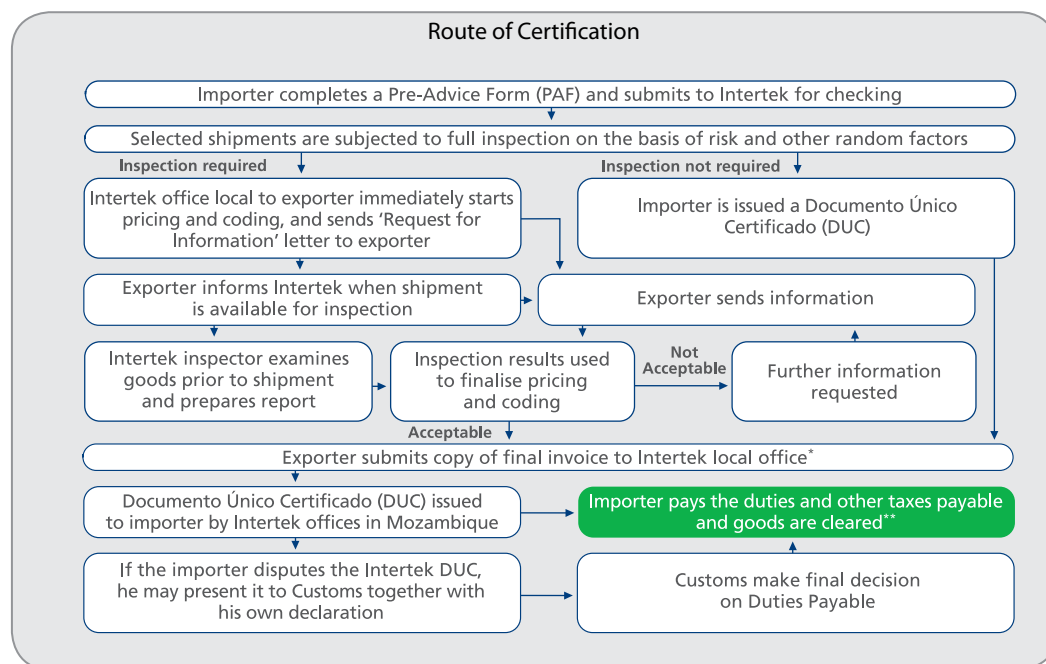 Route of Certification
Importer completes a Pre-Advice Form (PAF) and submits to Intertek for checking
Selected shipments are subjected to full inspection on the basis of risk and other random factors
Inspection required
Inspection not required
Intertek office local to exporter immediately starts
pricing and coding, and sends ‘Request for
Information’ letter to exporter
Importer is issued a Documento Único
Certificado (DUC)
Exporter informs Intertek when shipment
is available for inspection
Exporter sends information
Intertek inspector examines
goods prior to shipment
and prepares report
Inspection results used
to finalise pricing
and coding
Not
Acceptable
Further information
requested
Acceptable
Exporter submits copy of final invoice to Intertek local office*
Documento Único Certificado (DUC) issued
to importer by Intertek offices in Mozambique
Importer pays the duties and other taxes payable
and goods are cleared**
If the importer disputes the Intertek DUC,
he may present it to Customs together with
his own declaration
Customs make final decision
on Duties Payable